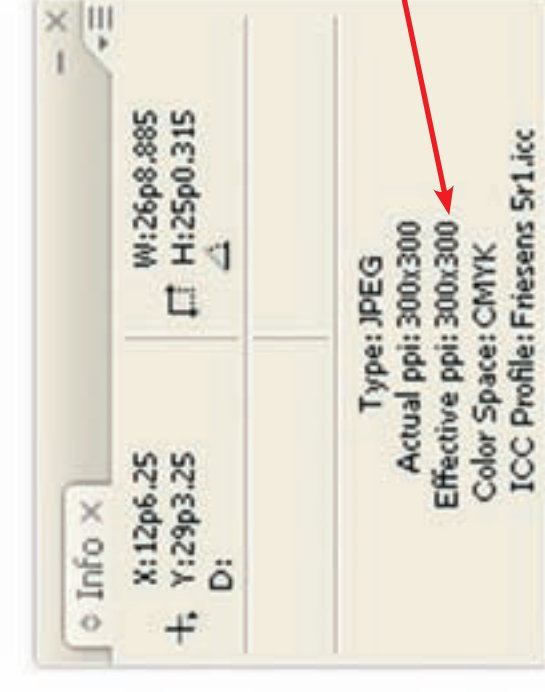 Info
X:12p6.25
Y:29p3.25
D:
W:26p8.885
H:25p0.315
Type: JPEG
Actual ppi: 300x300
Effective ppi: 300x300
Color Space: CMYK
ICC Profile: Friesens 5r1.icc